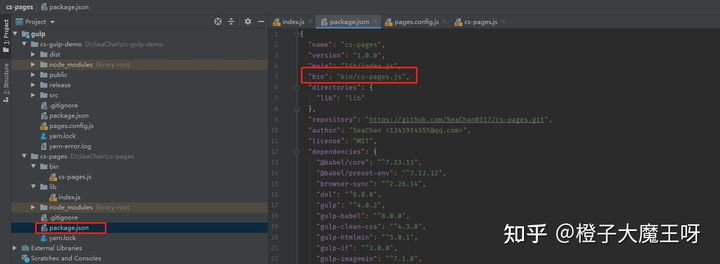 cs-pages package.json
Project
index.js package.json pages.config.js cs-pages.js
1: Project
Z: Structure
gulp
cs-gulp-demo D:\SeaChan\cs-gulp-demo
dist
node_modules library root
public
release
src
.gitignore
package.json
pages.config.js
yarn.lock
yarn-error.log
cs-pages D:\SeaChan\cs-pages
bin
cs-pages.js
lib
index.js
node_modules library root
.gitignore
package.json
yarn.lock
External Libraries
Scratches and Consoles
1 {
2 "name": "cs-pages",
3 "version": "1.0.0",
4 "main": "lib/index.js",
5 "bin": "bin/cs-pages.js",
6 "directories": {
7 "lib": "lib"
8 },
9 "repository": "https://github.com/SeaChan0117/cs-pages.git",
10 "author": "SeaChan <1341914555@qq.com>",
11 "license": "MIT",
12 "dependencies": {
13 "@babel/core": "^7.13.13",
14 "@babel/preset-env": "^7.13.12",
15 "browser-sync": "^2.26.14",
16 "del": "^6.0.0",
17 "gulp": "^4.0.2",
18 "gulp-babel": "^8.0.0",
19 "gulp-clean-css": "^4.3.0",
20 "gulp-htmlmin": "^5.0.1",
21 "gulp-if": "^3.0.0",
22 "gulp-imagemin": "^7.1.0",
知乎 @橙子大魔王呀